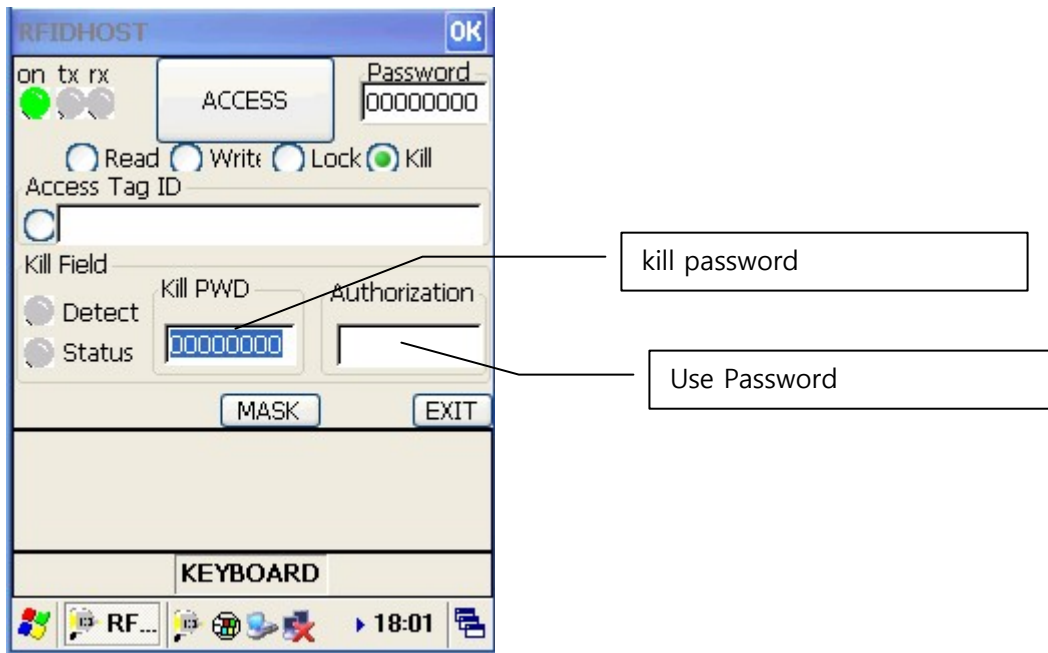 RFIDHOST OK
on tx rx
ACCESS
Password
00000000
Read Write Lock Kill
Access Tag ID
Kill Field
Detect
Status
Kill PWD
00000000
Authorization
MASK EXIT
KEYBOARD
RF... 18:01
kill password
Use Password